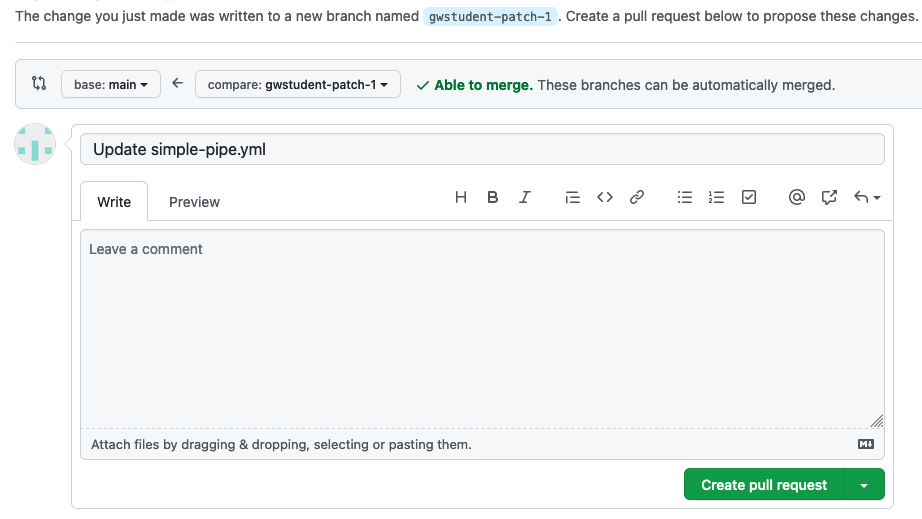 The change you just made was written to a new branch named gwstudent-patch-1. Create a pull request below to propose these changes.
base: main
compare: gwstudent-patch-1
Able to merge. These branches can be automatically merged.
Update simple-pipe.yml
Write
Preview
H B I
Leave a comment
Attach files by dragging & dropping, selecting or pasting them.
Create pull request